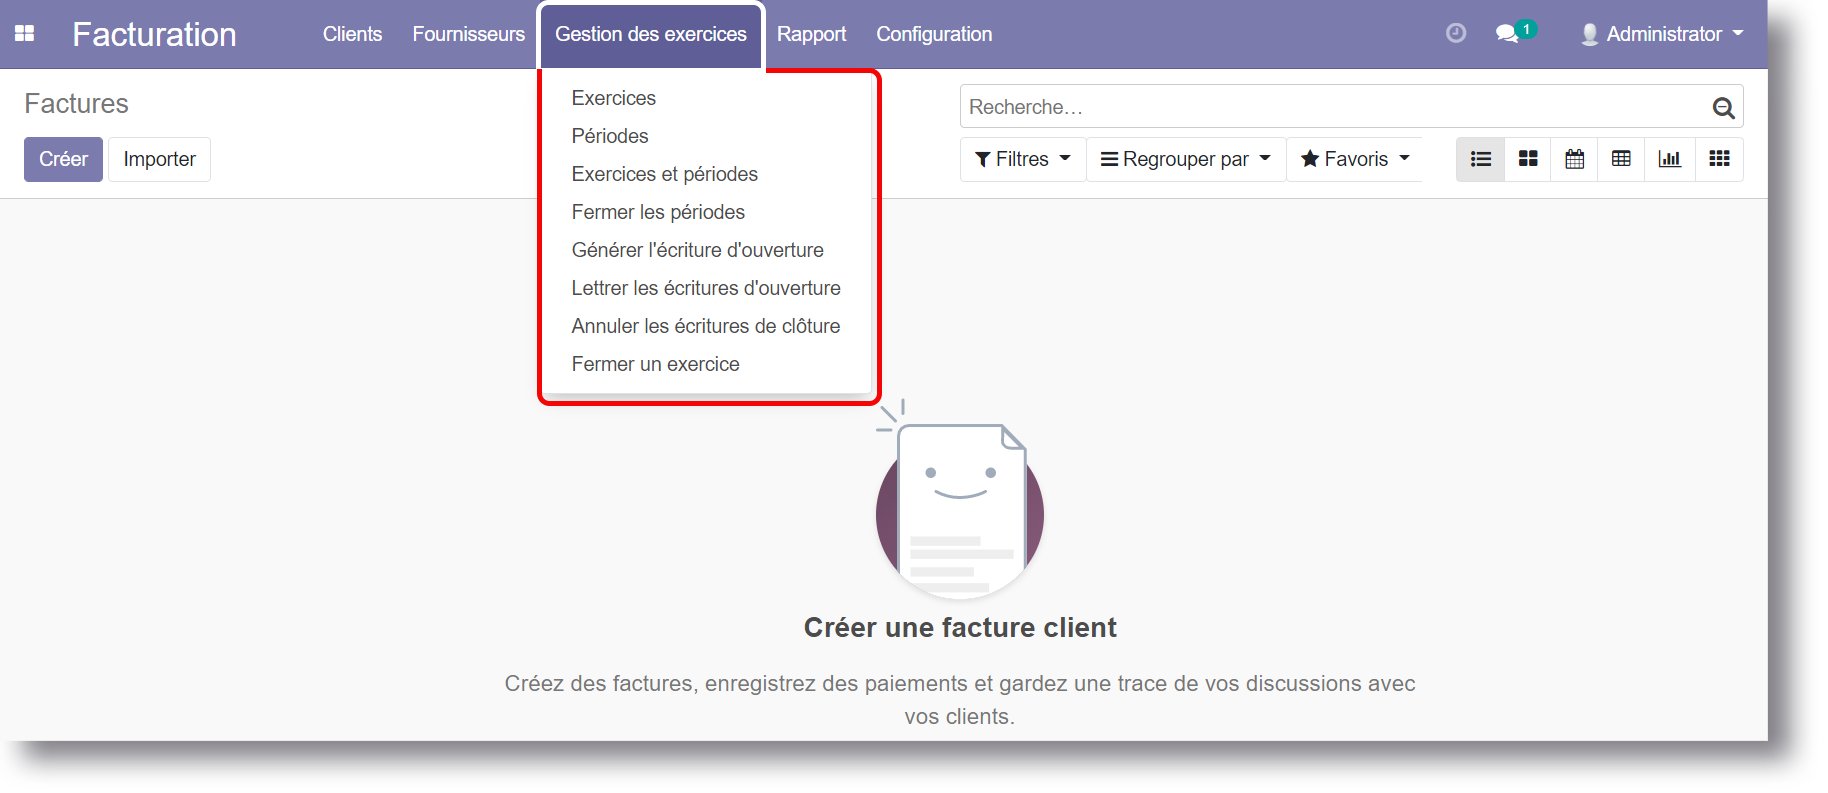 Facturation
Clients
Fournisseurs
Gestion des exercices
Rapport
Configuration
1
Administrator
Factures
Créer
Importer
Exercices
Périodes
Exercices et périodes
Fermer les périodes
Générer l'écriture d'ouverture
Lettrer les écritures d'ouverture
Annuler les écritures de clôture
Fermer un exercice
Recherche...
Filtres
Regrouper par
Favoris
Créer une facture client
Créez des factures, enregistrez des paiements et gardez une trace de vos discussions avec
vos clients.